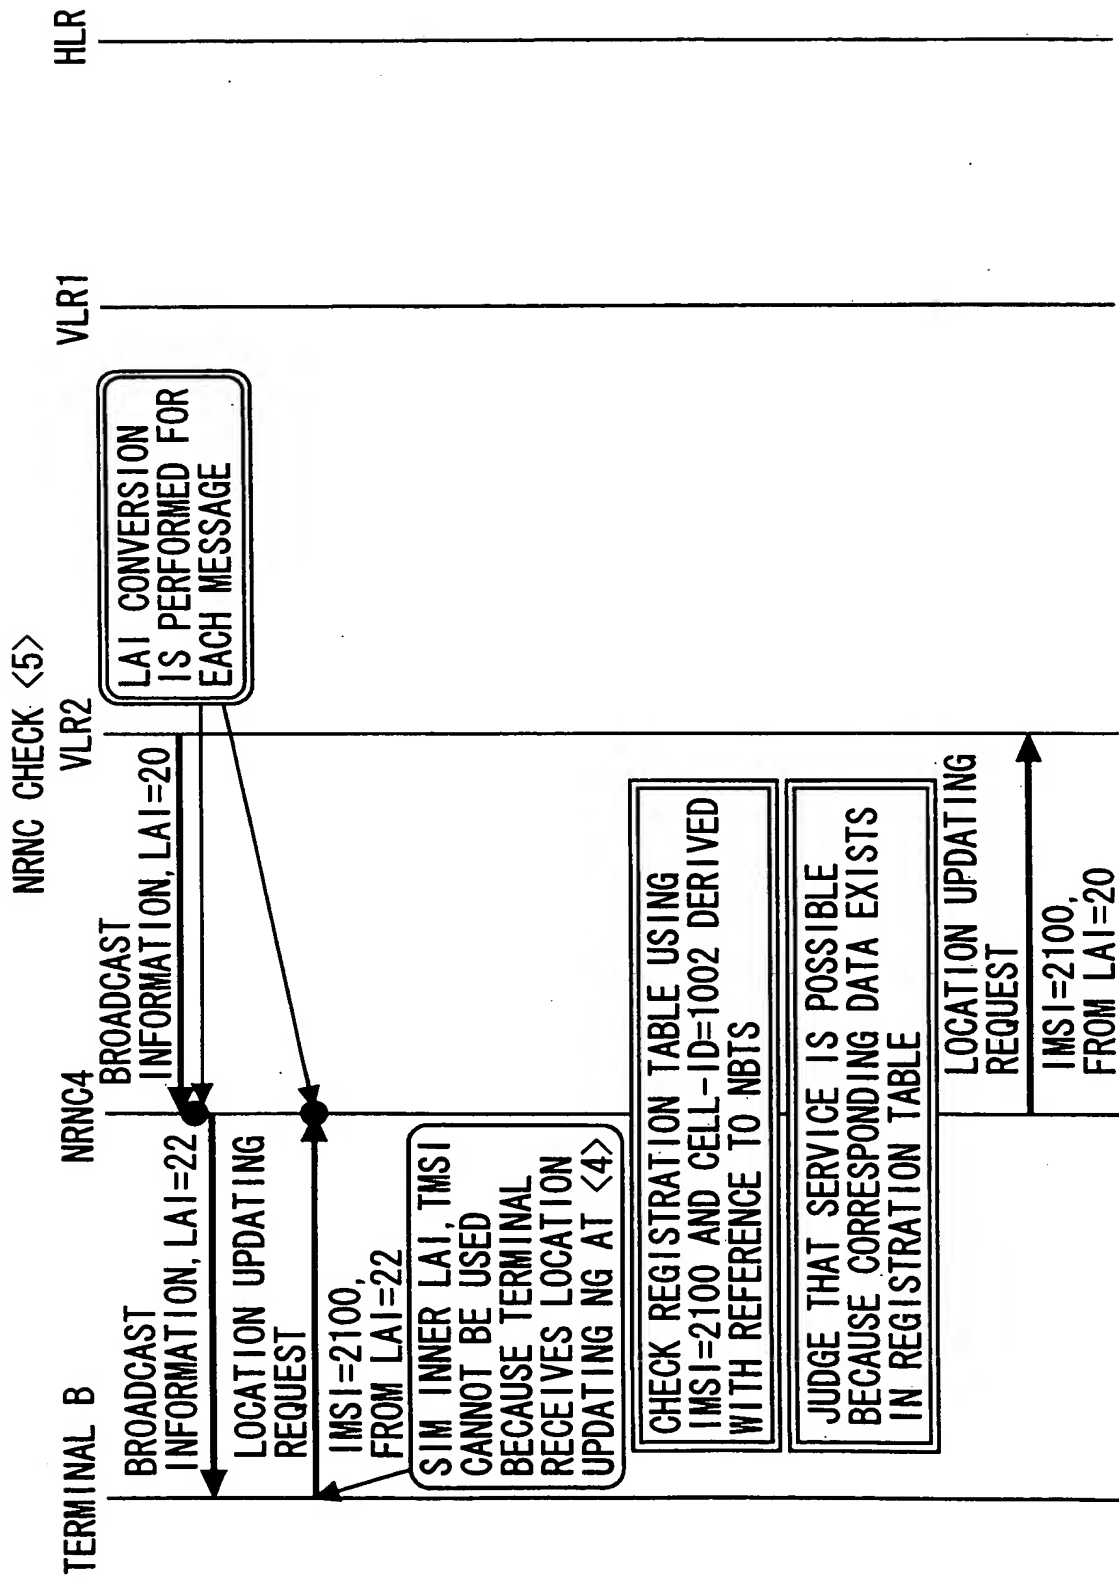 NRNC CHECK <5>
TERMINAL B
NRNC4
VLR2
VLR1
HLR
BROADCAST
INFORMATION, LAI=22
BROADCAST
INFORMATION, LAI=20
LAI CONVERSION
IS PERFORMED FOR
EACH MESSAGE
LOCATION UPDATING
REQUEST
IMSI=2100,
FROM LAI=22
SIM INNER LAI, TMSI
CANNOT BE USED
BECAUSE TERMINAL
RECEIVES LOCATION
UPDATING NG AT <4>
CHECK REGISTRATION TABLE USING
IMSI=2100 AND CELL-ID=1002 DERIVED
WITH REFERENCE TO NBTS
JUDGE THAT SERVICE IS POSSIBLE
BECAUSE CORRESPONDING DATA EXISTS
IN REGISTRATION TABLE
LOCATION UPDATING
REQUEST
IMSI=2100,
FROM LAI=20